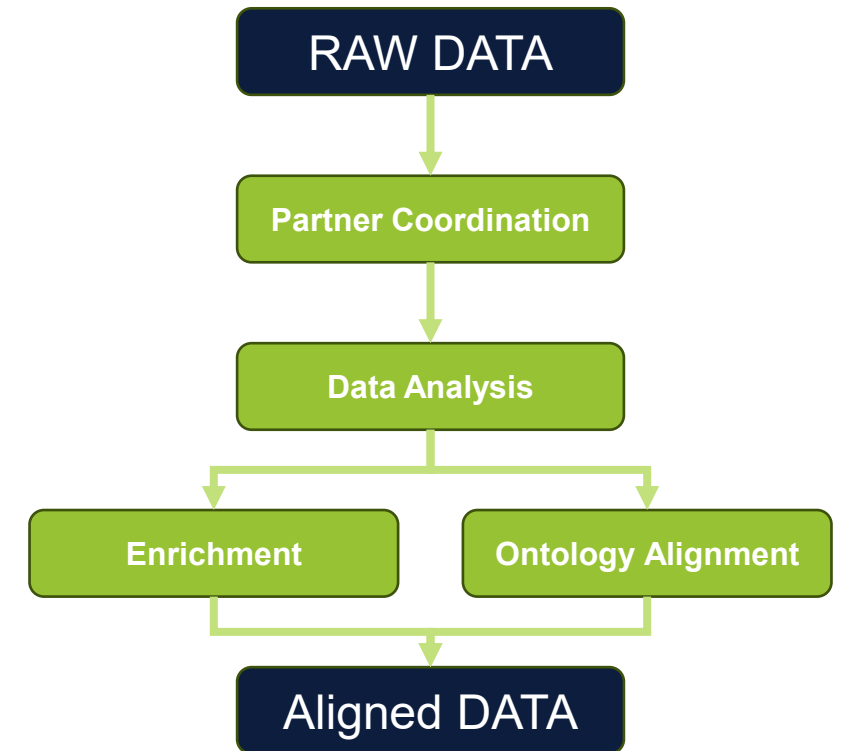 RAW DATA
Partner Coordination
Data Analysis
Enrichment
Ontology Alignment
Aligned DATA